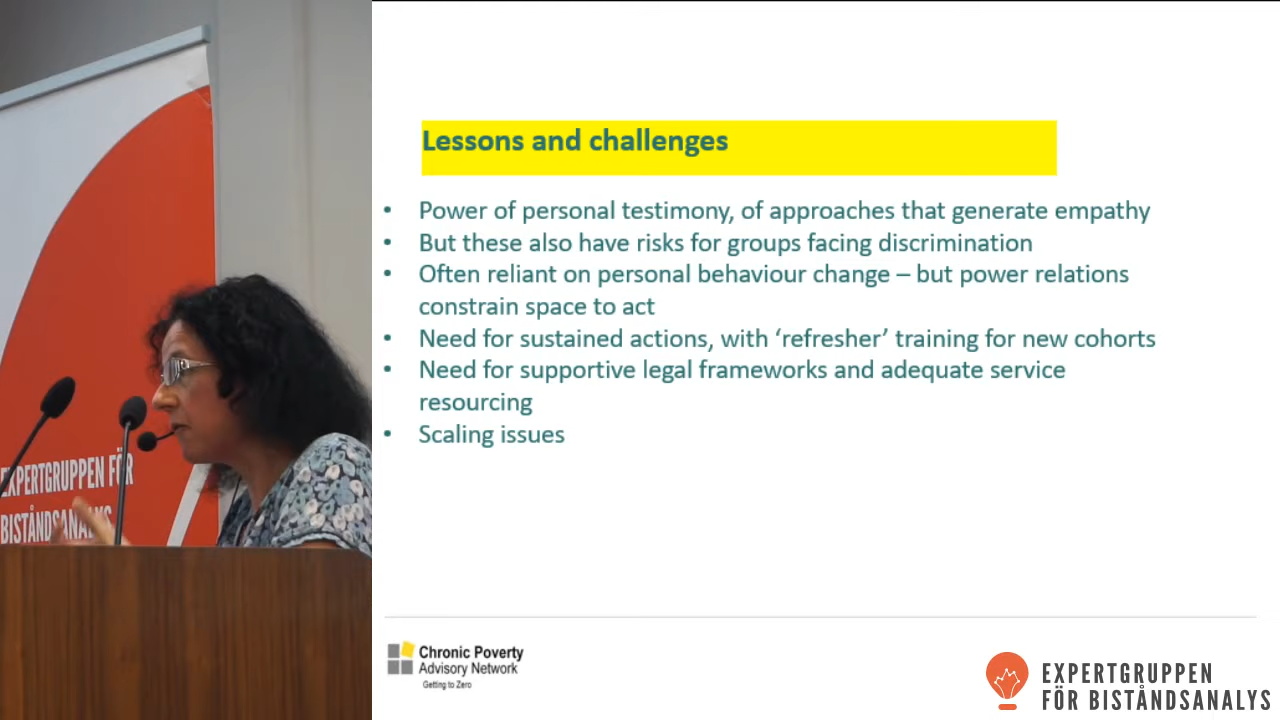 EXPERTGRUPPEN FÖR
BISTÅNDSANALYS
Lessons and challenges
• Power of personal testimony, of approaches that generate empathy
• But these also have risks for groups facing discrimination
• Often reliant on personal behaviour change – but power relations
constrain space to act
• Need for sustained actions, with ‘refresher’ training for new cohorts
• Need for supportive legal frameworks and adequate service
resourcing
• Scaling issues
Chronic Poverty
Advisory Network
Getting to Zero
EXPERTGRUPPEN
FÖR BISTÅNDSANALYS